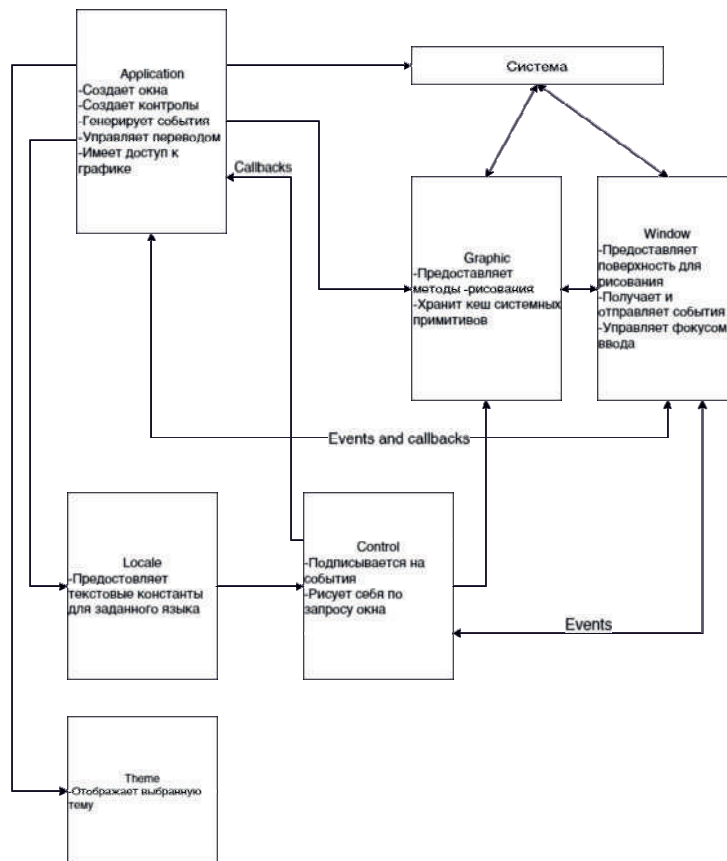 Application
-Создает окна
-Создает контролы
-Генерирует события
-Управляет переводом
-Имеет доступ к
графике
Система
Callbacks
Graphic
-Предоставляет
методы -рисования
-Хранит кеш системных
примитивов
Window
-Предоставляет
поверхность для
рисования
-Получает и
отправляет события
-Управляет фокусом
ввода
Events and callbacks
Locale
-Предостовляет
текстовые константы
для заданного языка
Control
-Подписывается на
события
-Рисует себя по
запросу окна
Events
Theme
-Отображает выбранную
тему